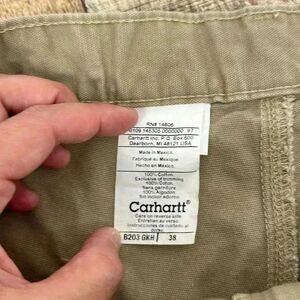 RN# 14806
0109 145305 0000000 97
Carhartt Inc. P.O. Box 600
Dearborn, MI 48121 USA
Made in Mexico.
Fabriqué au Mexique
Hecho en México.
100% Cotton.
Exclusive of trimming
100% Coton.
Sans garniture
100% Algodón.
Sin incluir adornos
Carhartt®
Care on reverse side
Entretien au verso
Instrucciones de cuidado al
dorso
B203 GKH 38